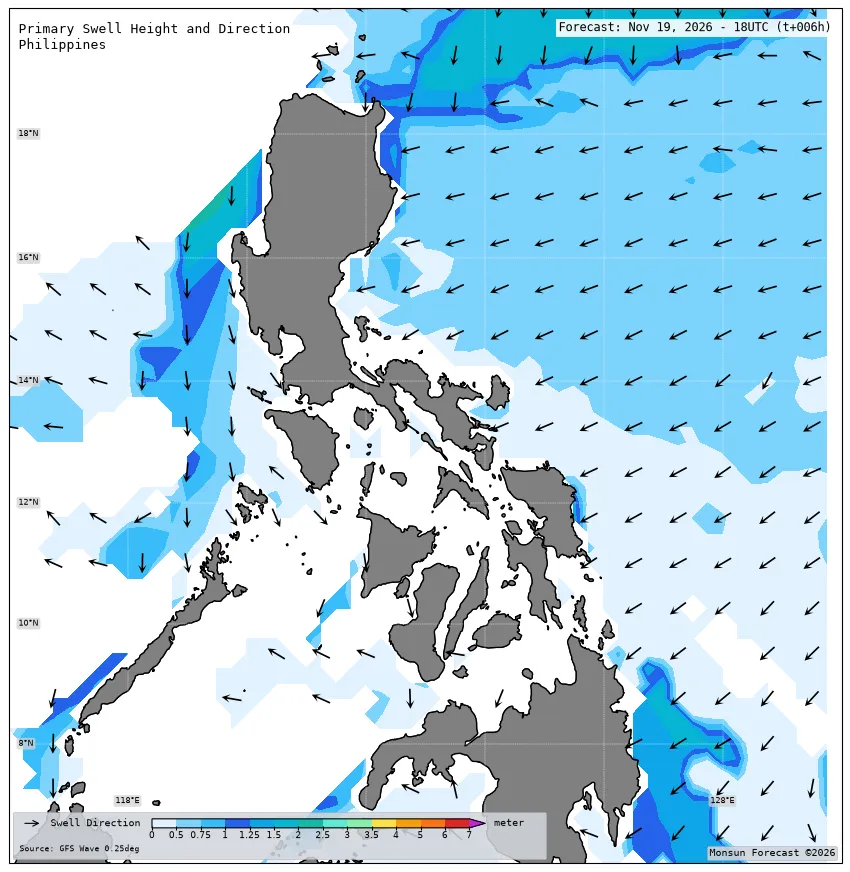 Primary Swell Height and Direction
Philippines
Forecast: Nov 19, 2026 - 18UTC (t+006h)
18°N
16°N
14°N
12°N
10°N
8°N
118°E
128°E
Swell Direction
0 0.5 0.75 1 1.25 1.5 2 2.5 3 3.5 4 5 6 7
meter
Source: GFS Wave 0.25deg
Monsun Forecast ©2026